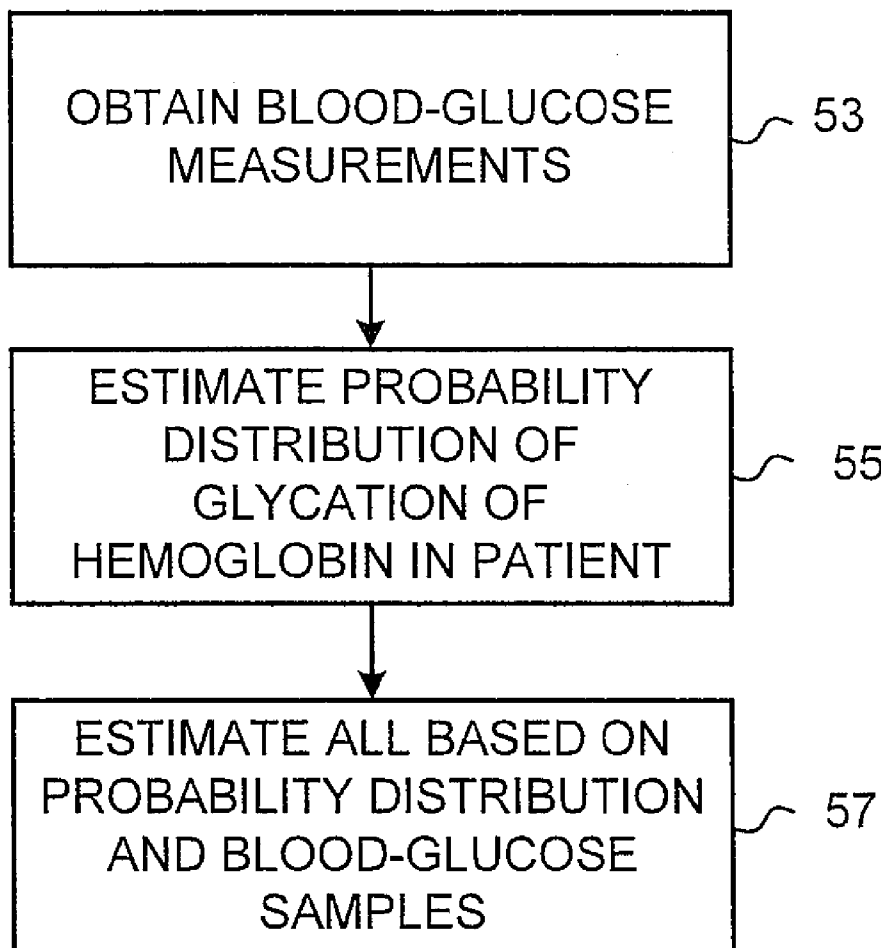 OBTAIN BLOOD-GLUCOSE
MEASUREMENTS
53
ESTIMATE PROBABILITY
DISTRIBUTION OF
GLYCATION OF
HEMOGLOBIN IN PATIENT
55
ESTIMATE ALL BASED ON
PROBABILITY DISTRIBUTION
AND BLOOD-GLUCOSE
SAMPLES
57